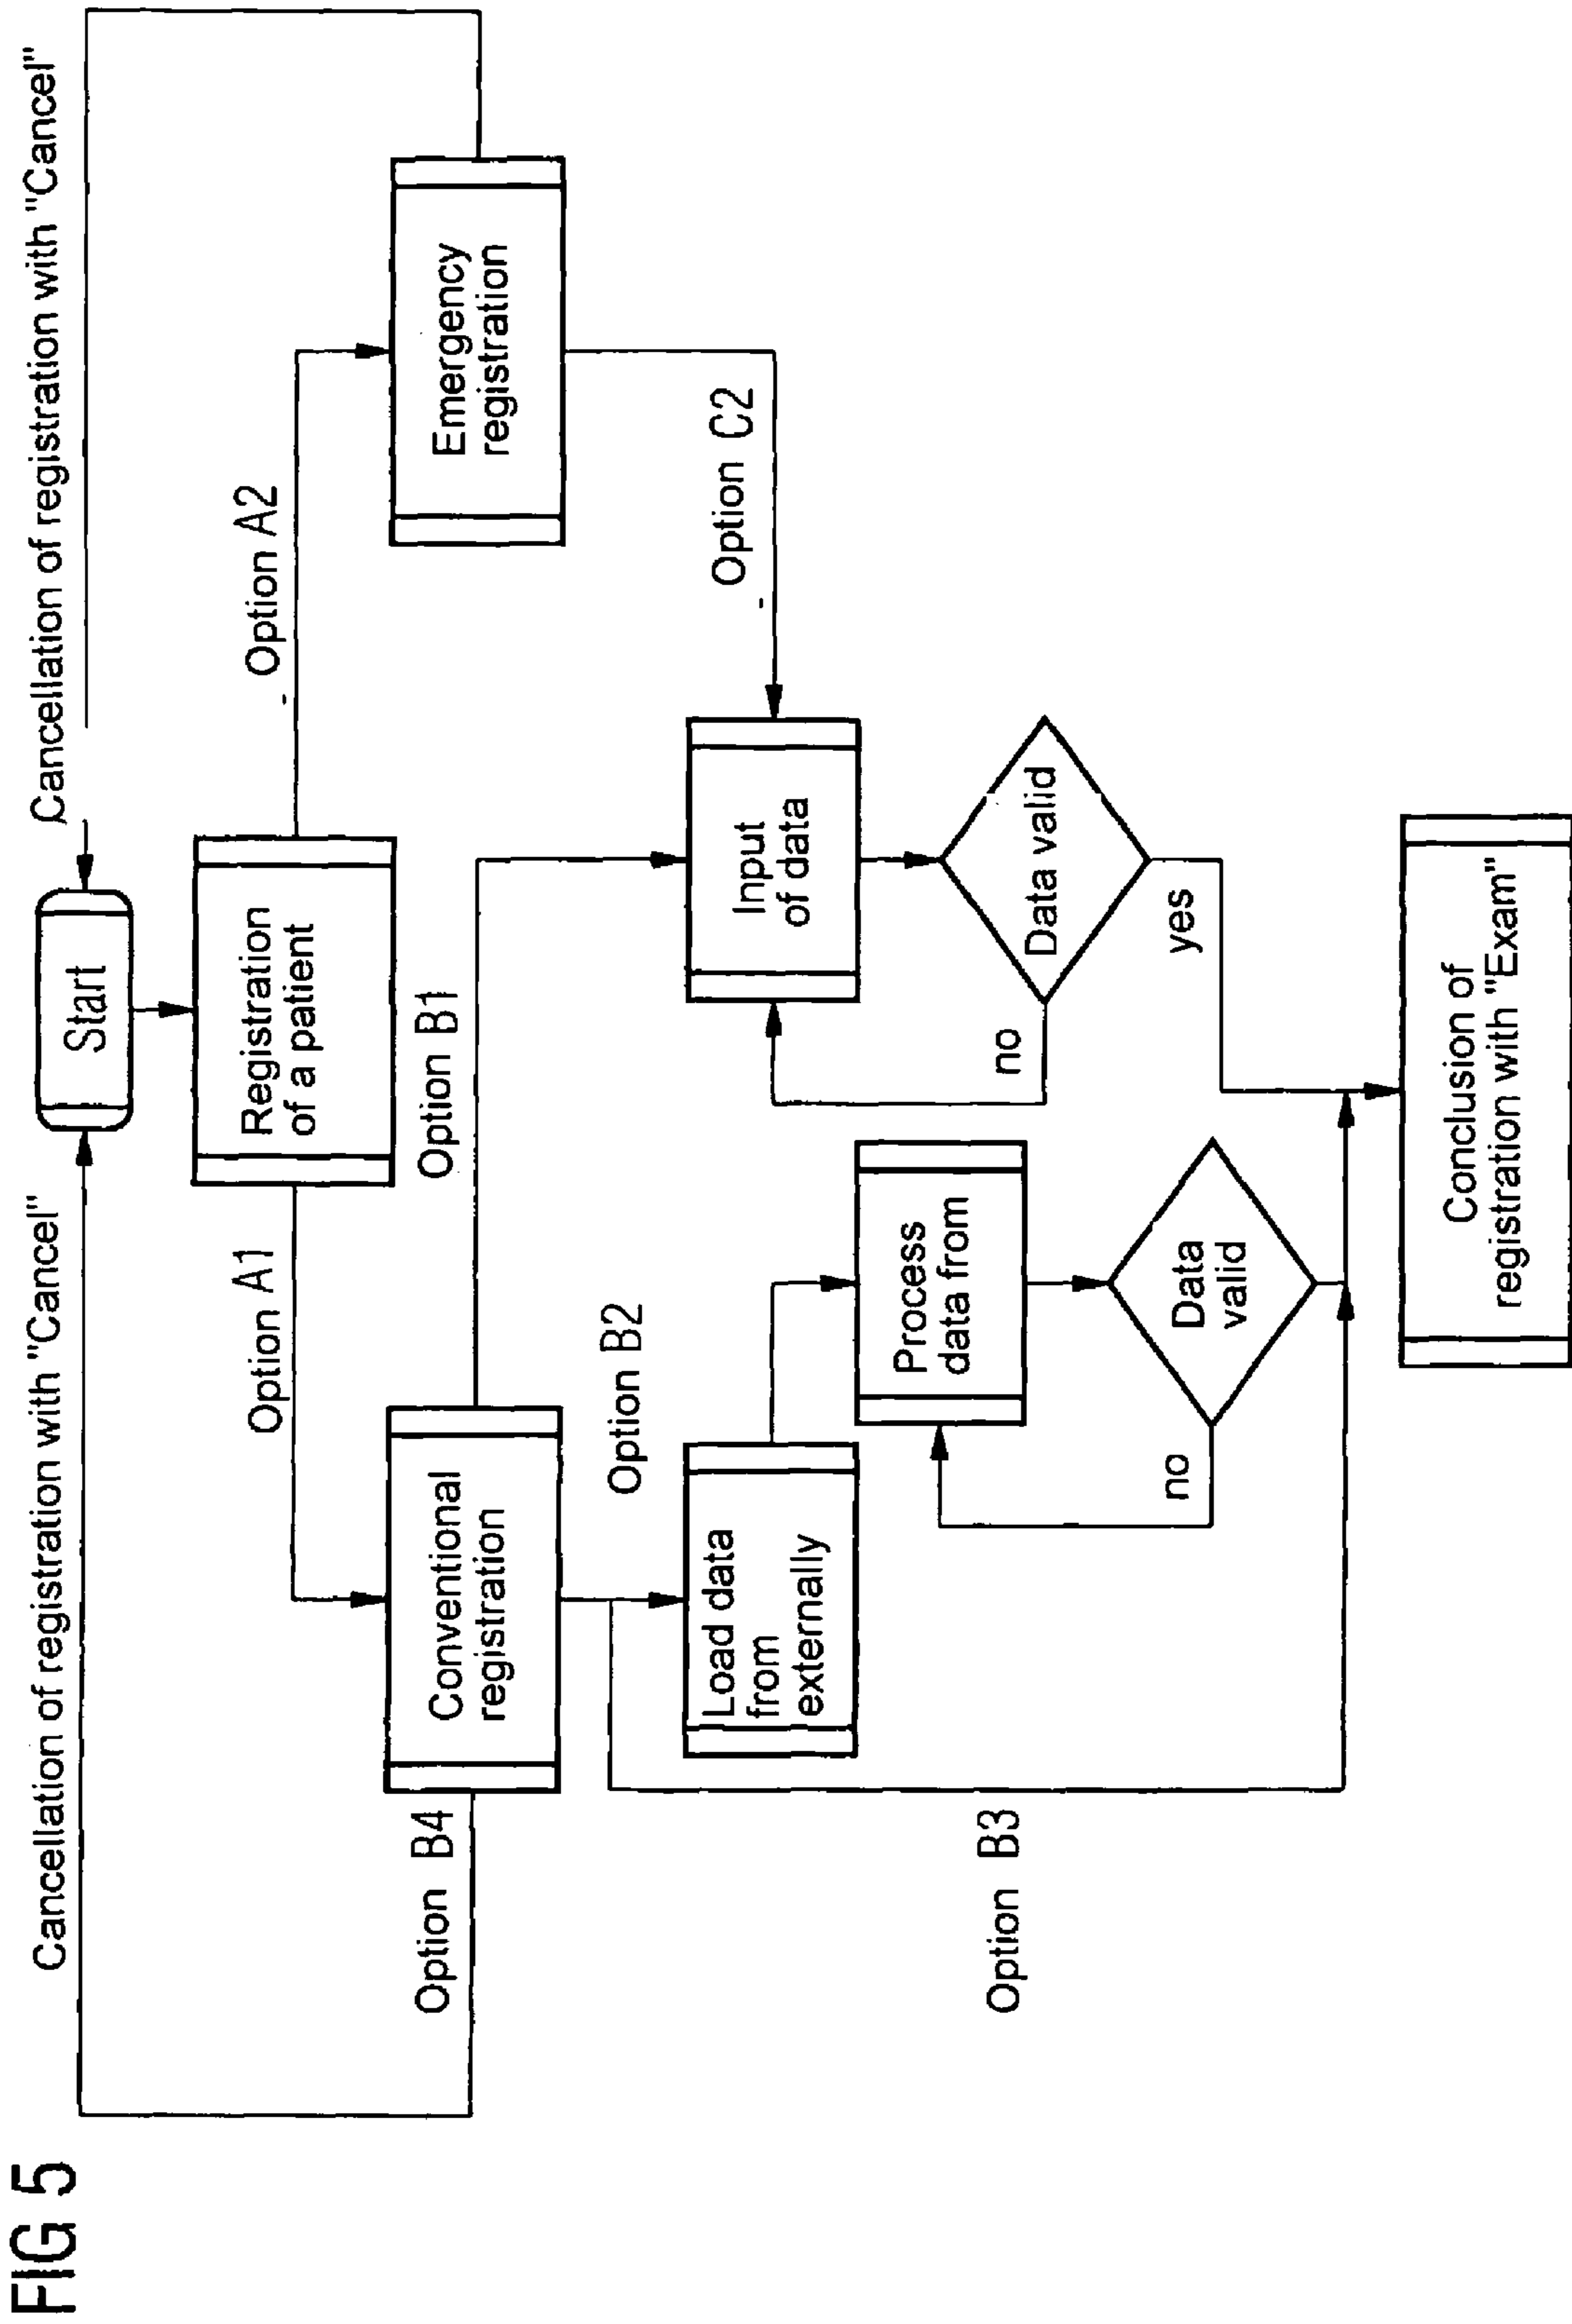 FIG 5
Cancellation of registration with "Cancel"
Cancellation of registration with "Cancel"
Start
Registration
of a patient
Option A1
Option A2
Option B4
Conventional
registration
Option B1
Emergency
registration
Option B2
Option C2
Load data
from
externally
Input
of data
Process
data from
Data valid
no
yes
Option B3
no
Data
valid
Conclusion of
registration with "Exam"